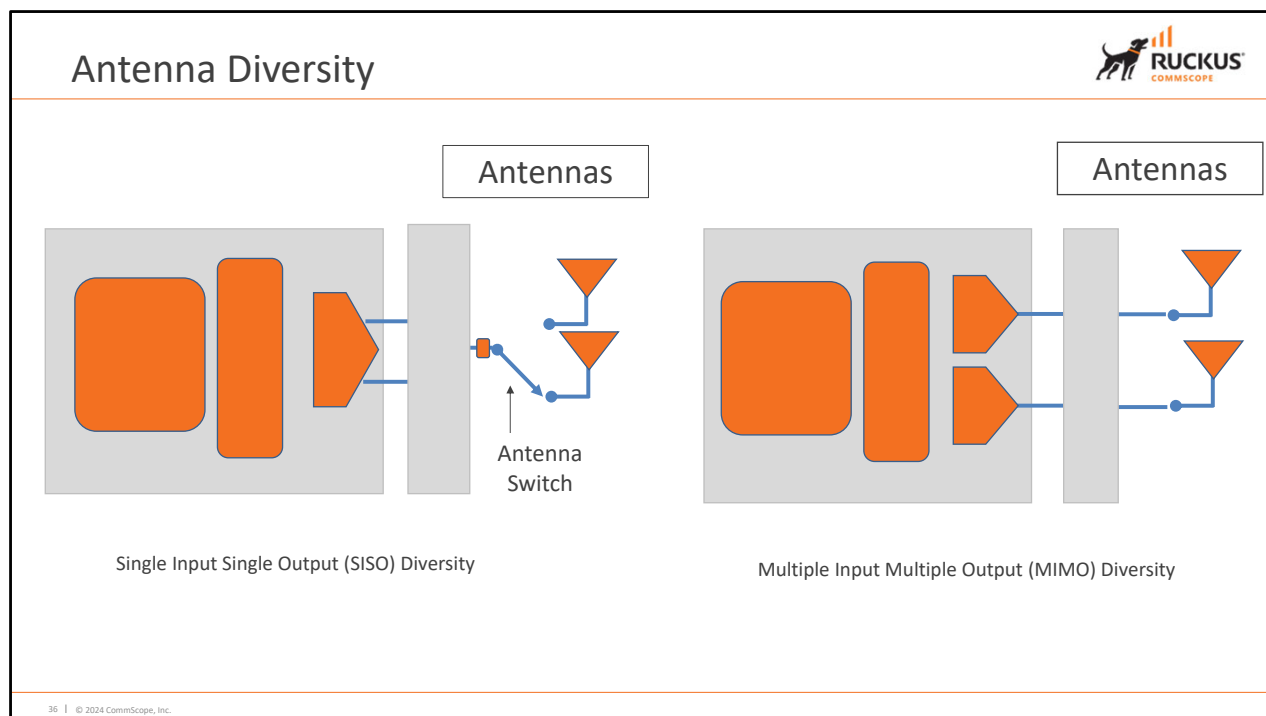 Antenna Diversity
RUCKUS
COMMSCOPE
Antennas
Antennas
Antenna
Switch
Single Input Single Output (SISO) Diversity
Multiple Input Multiple Output (MIMO) Diversity
36 | © 2024 CommScope, Inc.